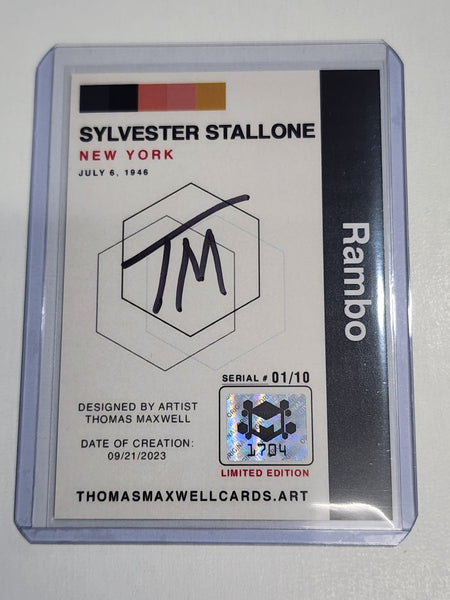 SYLVESTER STALLONE
NEW YORK
JULY 6, 1946
TM
Rambo
SERIAL # 01/10
DESIGNED BY ARTIST
THOMAS MAXWELL
DATE OF CREATION:
09/21/2023
1704
LIMITED EDITION
THOMASMAXWELLCARDS.ART